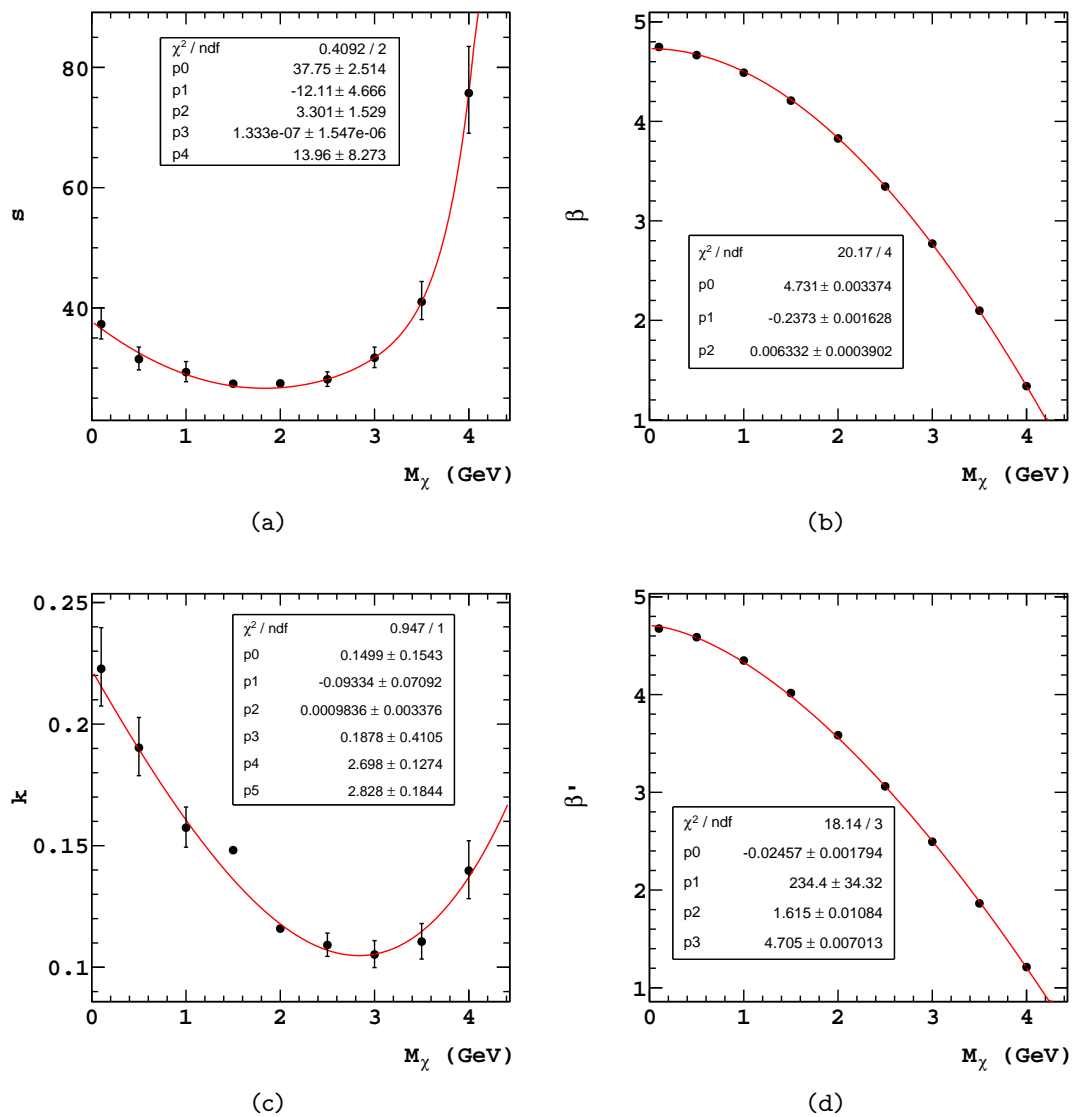 χ² / ndf 0.4092 / 2
p0 37.75 ± 2.514
p1 -12.11 ± 4.666
p2 3.301 ± 1.529
p3 1.333e-07 ± 1.547e-06
p4 13.96 ± 8.273
80
60
40
s
0 1 2 3 4
M_χ (GeV)
(a)
5
4
3
2
1
β
χ² / ndf 20.17 / 4
p0 4.731 ± 0.003374
p1 -0.2373 ± 0.001628
p2 0.006332 ± 0.0003902
0 1 2 3 4
M_χ (GeV)
(b)
0.25
0.2
0.15
0.1
k
χ² / ndf 0.947 / 1
p0 0.1499 ± 0.1543
p1 -0.09334 ± 0.07092
p2 0.0009836 ± 0.003376
p3 0.1878 ± 0.4105
p4 2.698 ± 0.1274
p5 2.828 ± 0.1844
0 1 2 3 4
M_χ (GeV)
(c)
5
4
3
2
1
β'
χ² / ndf 18.14 / 3
p0 -0.02457 ± 0.001794
p1 234.4 ± 34.32
p2 1.615 ± 0.01084
p3 4.705 ± 0.007013
0 1 2 3 4
M_χ (GeV)
(d)